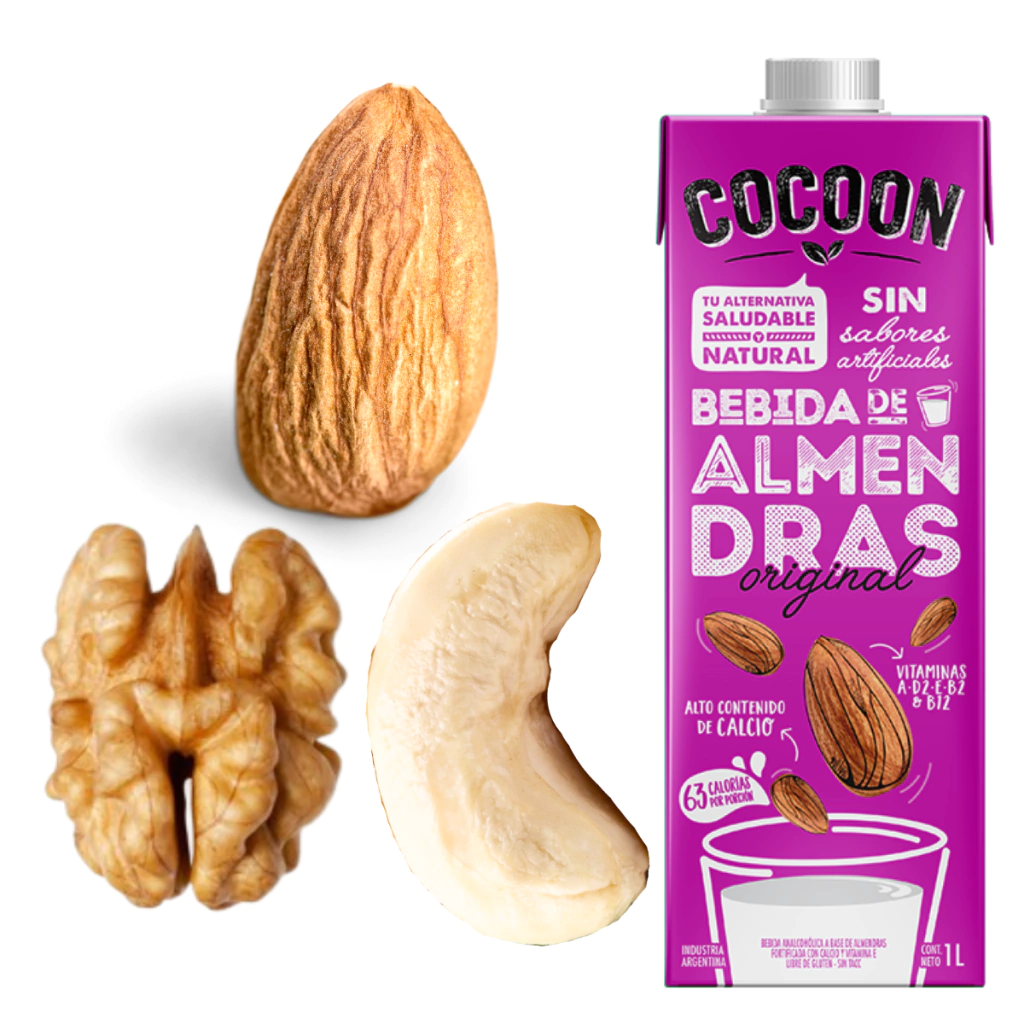 COCOON
TU ALTERNATIVA
SALUDABLE
Y
NATURAL
SIN
sabores
artificiales
BEBIDA DE
ALMEN
DRAS
original
VITAMINAS
A·D2·E·B2
& B12
ALTO CONTENIDO
DE CALCIO
63 CALORÍAS
POR PORCIÓN
BEBIDA ANALCOHÓLICA A BASE DE ALMENDRAS
FORTIFICADA CON CALCIO Y VITAMINA E
LIBRE DE GLUTEN - SIN TACC
INDUSTRIA
ARGENTINA
CONT.
NETO 1L